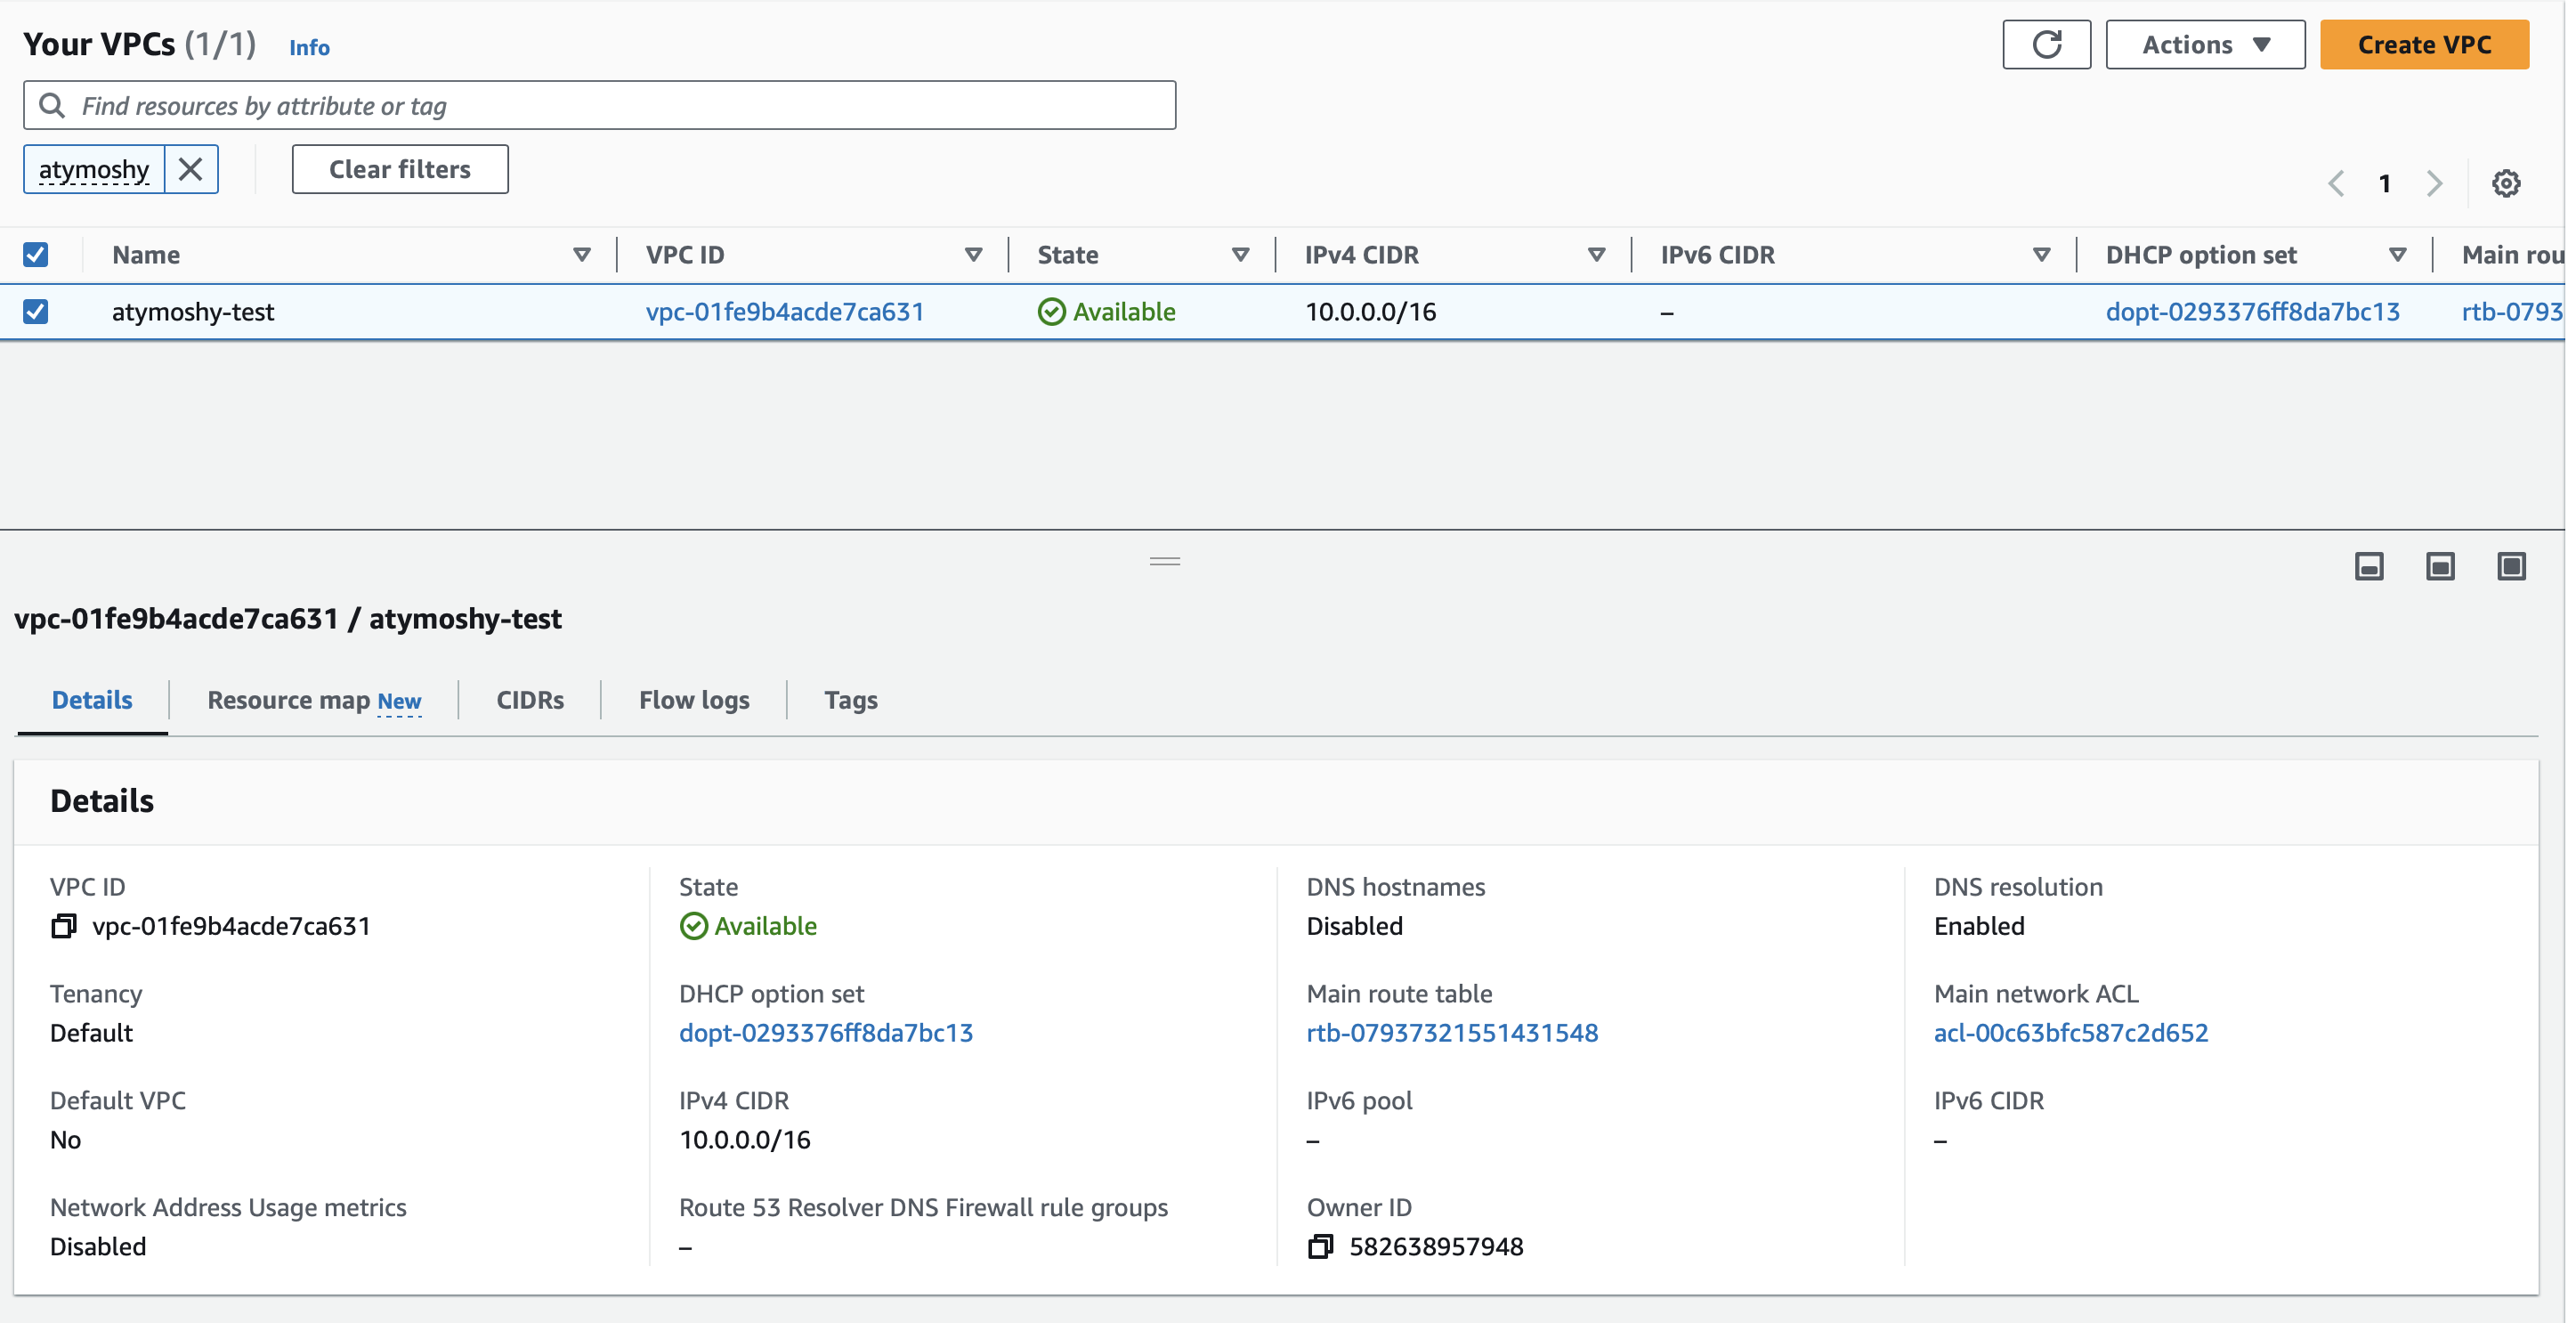 Your VPCs (1/1) Info
Actions Create VPC
Find resources by attribute or tag
atymoshy Clear filters
1
Name VPC ID State IPv4 CIDR IPv6 CIDR DHCP option set Main rou
atymoshy-test vpc-01fe9b4acde7ca631 Available 10.0.0.0/16 – dopt-0293376ff8da7bc13 rtb-0793
vpc-01fe9b4acde7ca631 / atymoshy-test
Details Resource map New CIDRs Flow logs Tags
Details
VPC ID State DNS hostnames DNS resolution
vpc-01fe9b4acde7ca631 Available Disabled Enabled
Tenancy DHCP option set Main route table Main network ACL
Default dopt-0293376ff8da7bc13 rtb-07937321551431548 acl-00c63bfc587c2d652
Default VPC IPv4 CIDR IPv6 pool IPv6 CIDR
No 10.0.0.0/16 – –
Network Address Usage metrics Route 53 Resolver DNS Firewall rule groups Owner ID
Disabled – 582638957948